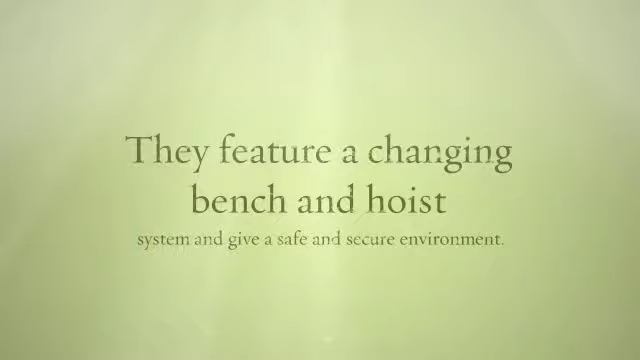 They feature a changing
bench and hoist
system and give a safe and secure environment.